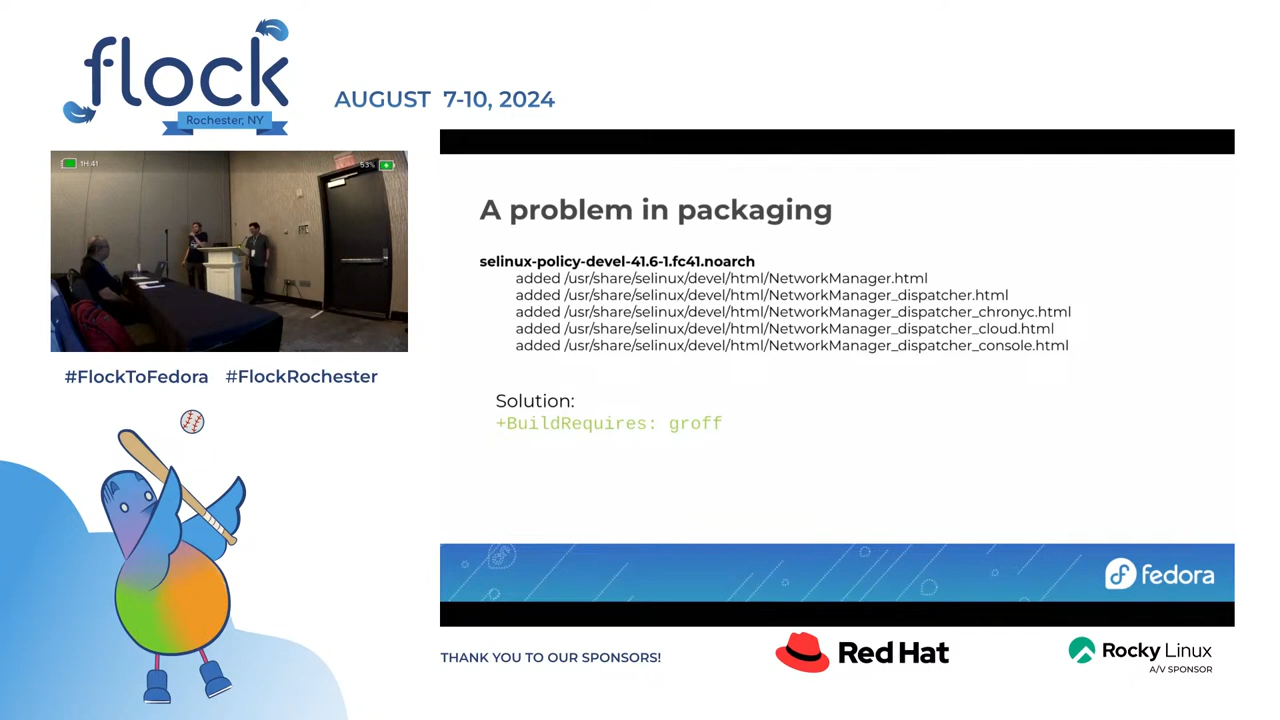 flock
Rochester, NY
AUGUST 7-10, 2024
1H:41
53%
#FlockToFedora #FlockRochester
A problem in packaging
selinux-policy-devel-41.6-1.fc41.noarch
added /usr/share/selinux/devel/html/NetworkManager.html
added /usr/share/selinux/devel/html/NetworkManager_dispatcher.html
added /usr/share/selinux/devel/html/NetworkManager_dispatcher_chronyc.html
added /usr/share/selinux/devel/html/NetworkManager_dispatcher_cloud.html
added /usr/share/selinux/devel/html/NetworkManager_dispatcher_console.html
Solution:
+BuildRequires: groff
fedora
THANK YOU TO OUR SPONSORS!
Red Hat
Rocky Linux
A/V SPONSOR